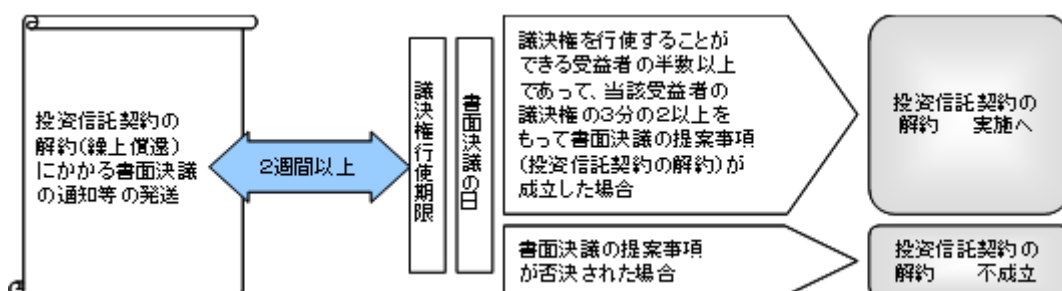 投資信託契約の
解約(繰上償還)
にかかる書面決議
の通知等の発送
2週間以上
議決権行使期限
書面決議の日
議決権を行使することが
できる受益者の半数以上
であって、当該受益者の
議決権の3分の2以上を
もって書面決議の提案事項
(投資信託契約の解約)が
成立した場合
投資信託契約の
解約　実施へ
書面決議の提案事項
が否決された場合
投資信託契約の
解約　不成立